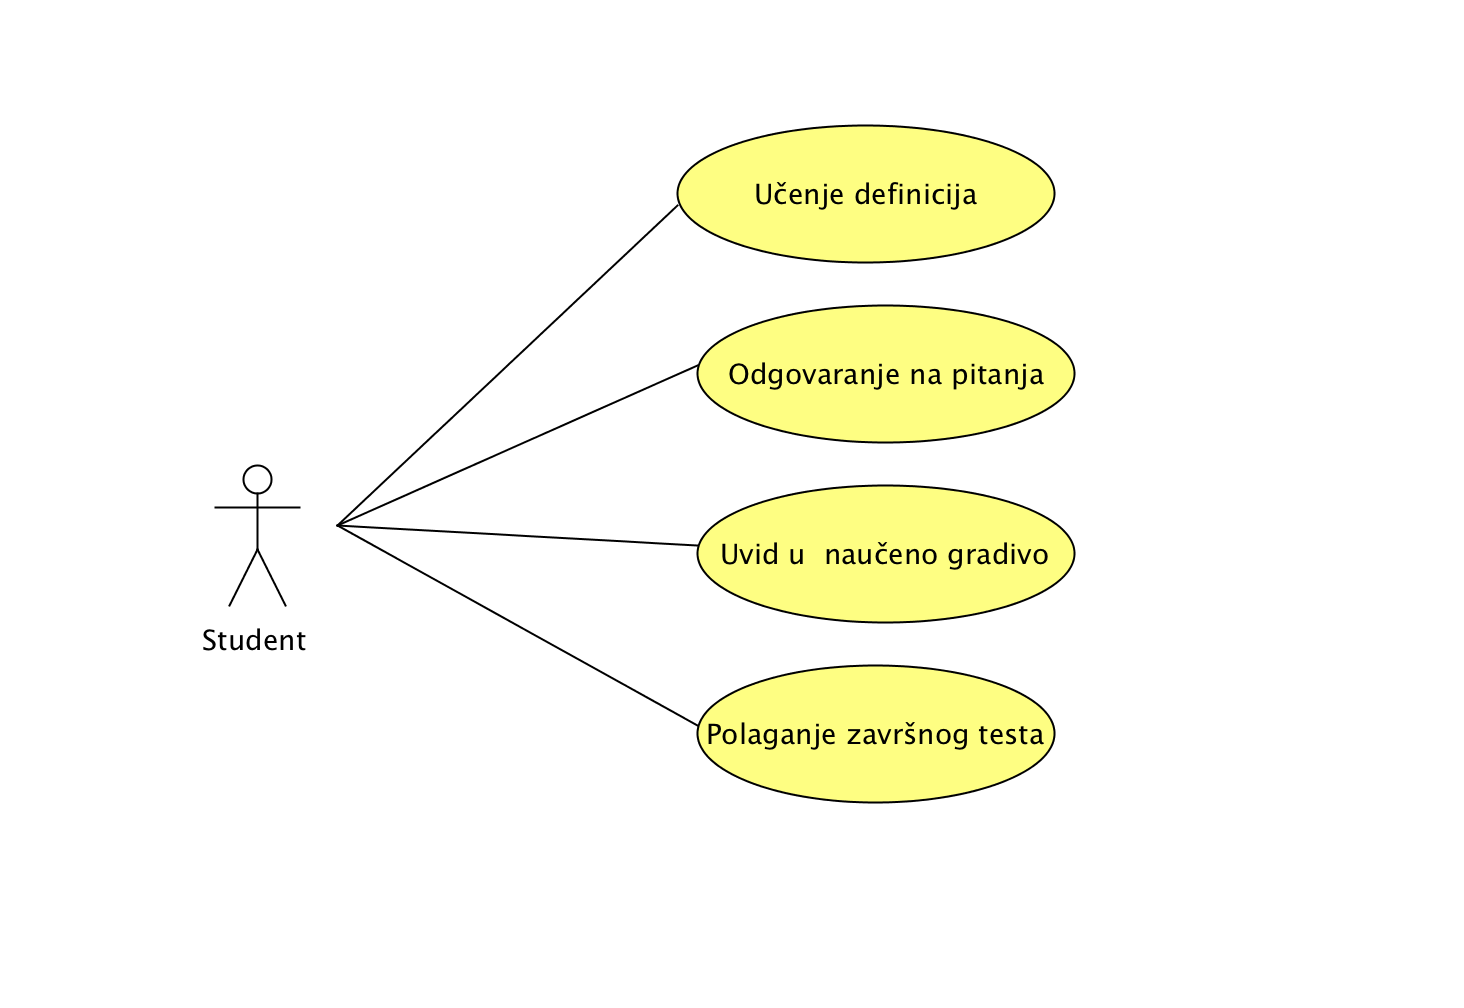 Učenje definicija
Odgovaranje na pitanja
Uvid u  naučeno gradivo
Student
Polaganje završnog testa